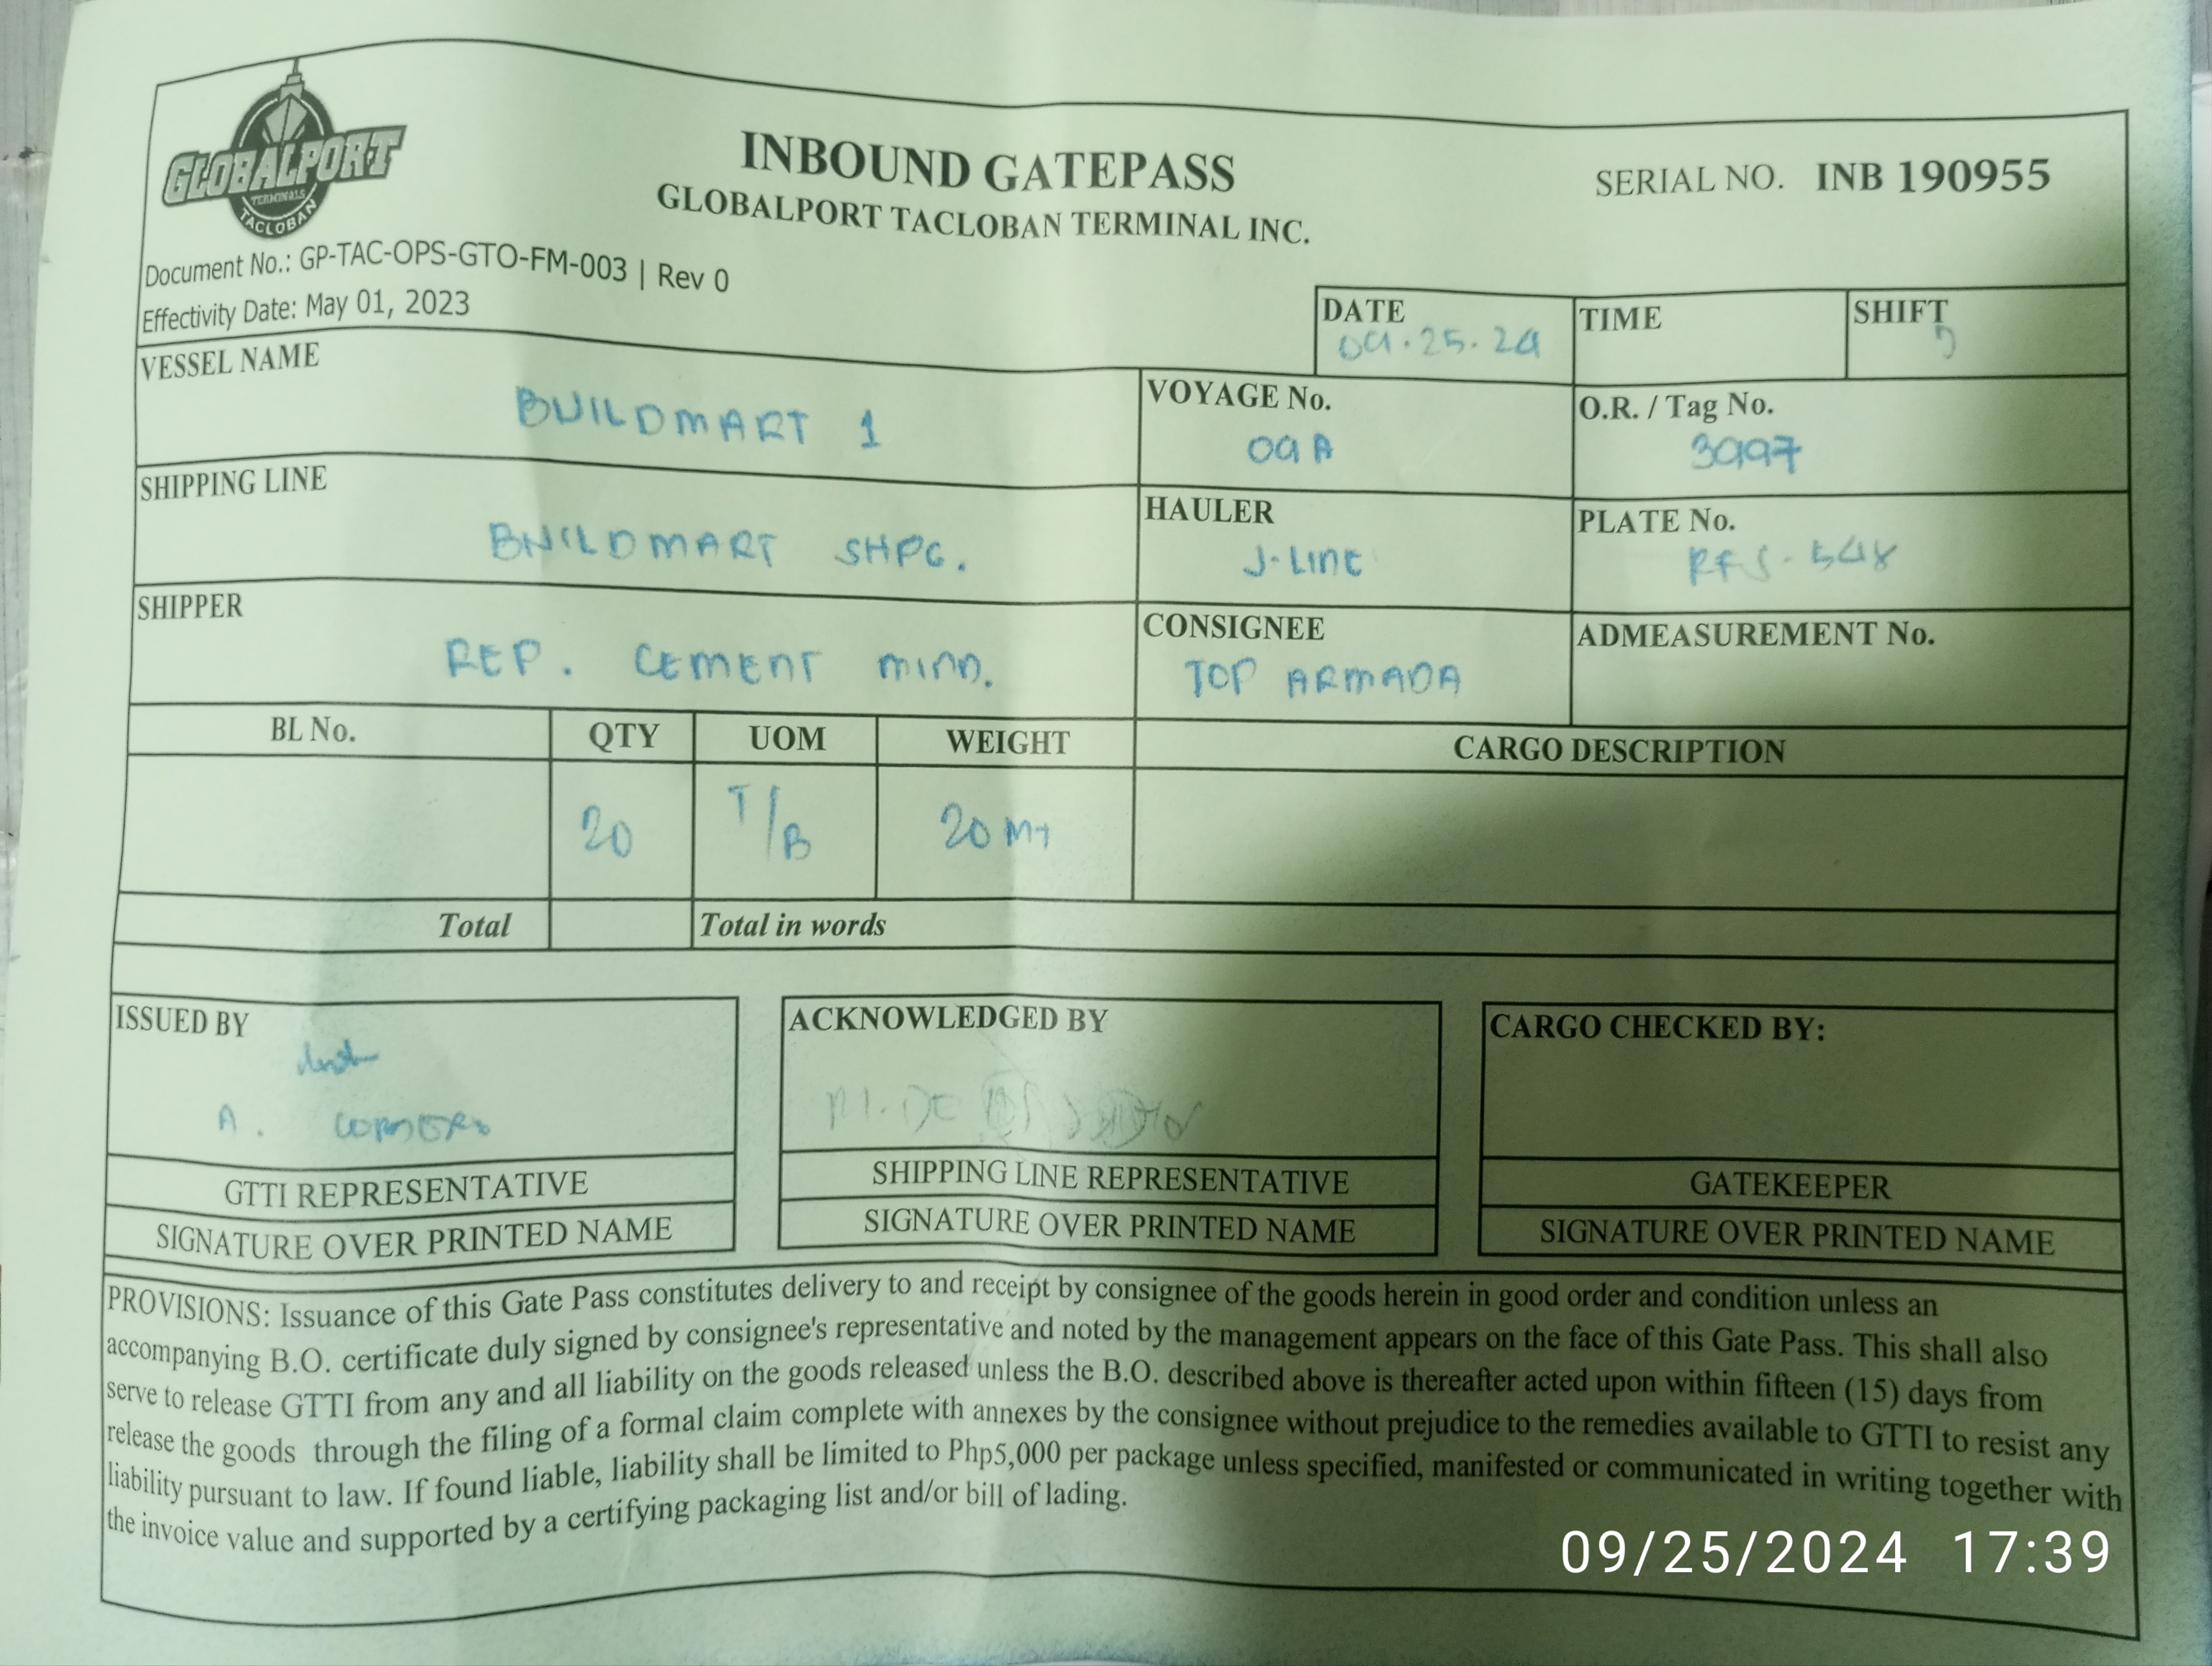 GLOBALPORT
TERMINALS
TACLOBAN
INBOUND GATEPASS
GLOBALPORT TACLOBAN TERMINAL INC.
SERIAL NO. INB 190955
Document No.: GP-TAC-OPS-GTO-FM-003 | Rev 0
Effectivity Date: May 01, 2023
DATE TIME SHIFT
09.25.24
VESSEL NAME
BUILDMART 1
VOYAGE No.
09A
O.R. / Tag No.
3997
SHIPPING LINE
BUILDMART SHPG.
HAULER
J-LINE
PLATE No.
RFS-548
SHIPPER
REP. CEMENT MIND.
CONSIGNEE
TOP ARMADA
ADMEASUREMENT No.
BL No. QTY UOM WEIGHT CARGO DESCRIPTION
20 T/B 20 MT
Total Total in words
ISSUED BY
A.
GTTI REPRESENTATIVE
SIGNATURE OVER PRINTED NAME
ACKNOWLEDGED BY
SHIPPING LINE REPRESENTATIVE
SIGNATURE OVER PRINTED NAME
CARGO CHECKED BY:
GATEKEEPER
SIGNATURE OVER PRINTED NAME
PROVISIONS: Issuance of this Gate Pass constitutes delivery to and receipt by consignee of the goods herein in good order and condition unless an
accompanying B.O. certificate duly signed by consignee's representative and noted by the management appears on the face of this Gate Pass. This shall also
serve to release GTTI from any and all liability on the goods released unless the B.O. described above is thereafter acted upon within fifteen (15) days from
release the goods through the filing of a formal claim complete with annexes by the consignee without prejudice to the remedies available to GTTI to resist any
liability pursuant to law. If found liable, liability shall be limited to Php5,000 per package unless specified, manifested or communicated in writing together with
the invoice value and supported by a certifying packaging list and/or bill of lading.
09/25/2024 17:39